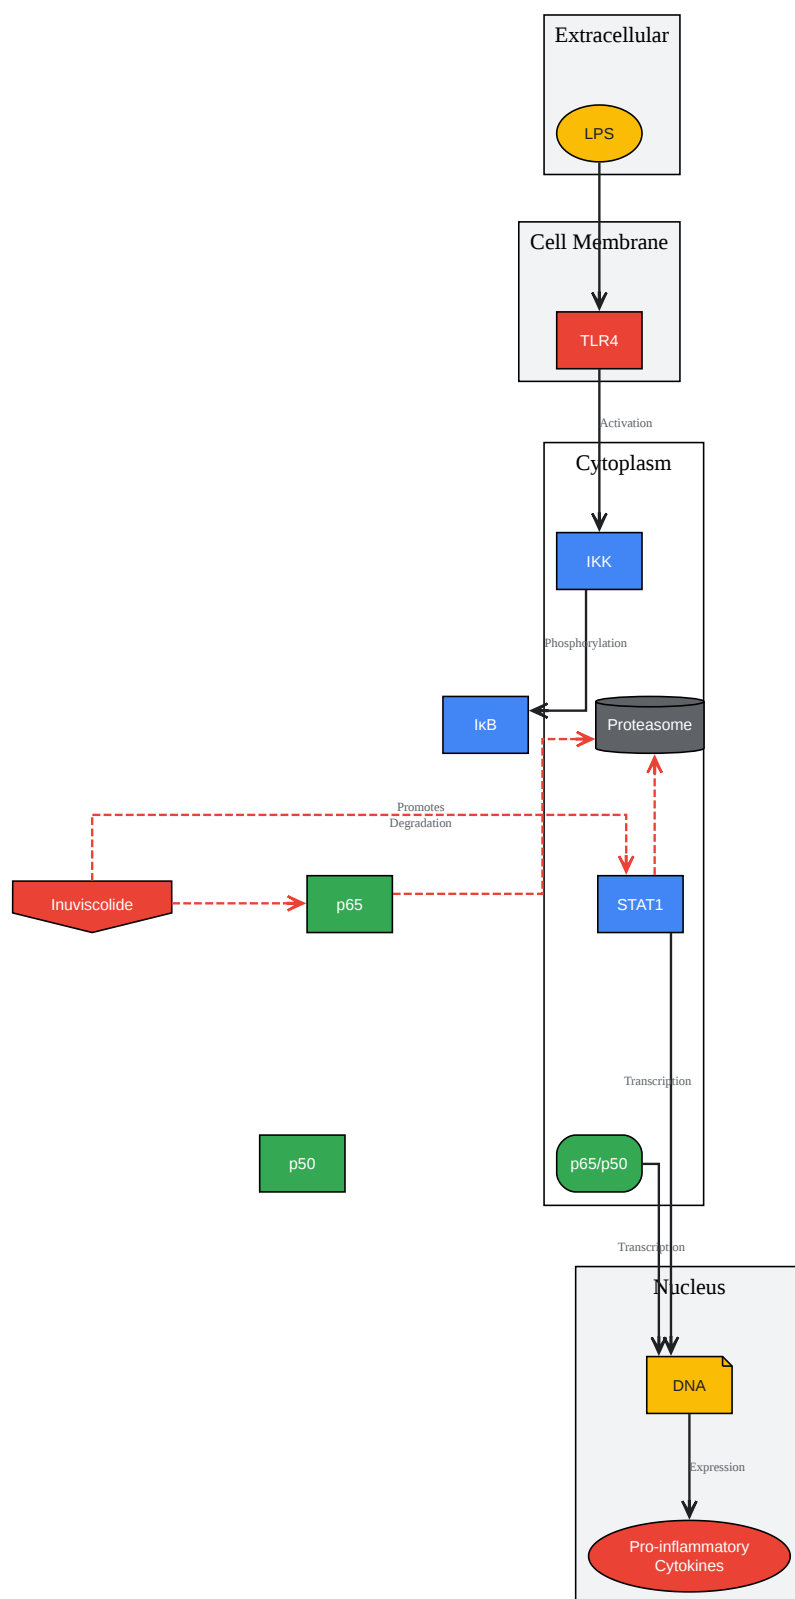 Extracellular
LPS
Cell Membrane
TLR4
Activation
Cytoplasm
IKK
Phosphorylation
IκB
Proteasome
Promotes
Degradation
Inuviscolide
p65
STAT1
Transcription
p50
p65/p50
Transcription
Nucleus
DNA
Expression
Pro-inflammatory
Cytokines